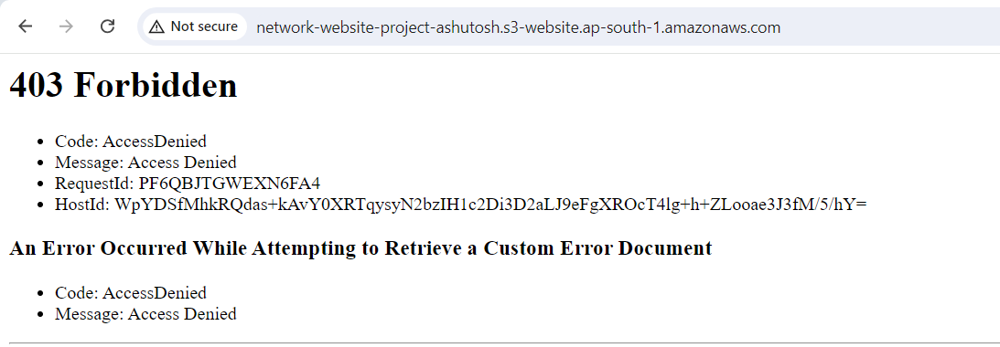 Not secure network-website-project-ashutosh.s3-website.ap-south-1.amazonaws.com
403 Forbidden
• Code: AccessDenied
• Message: Access Denied
• RequestId: PF6QBJTGWEXN6FA4
• HostId: WpYDSfMhkRQdas+kAvY0XRTqysyN2bzIH1c2Di3D2aLJ9eFgXROcT4lg+h+ZLooae3J3fM/5/hY=
An Error Occurred While Attempting to Retrieve a Custom Error Document
• Code: AccessDenied
• Message: Access Denied